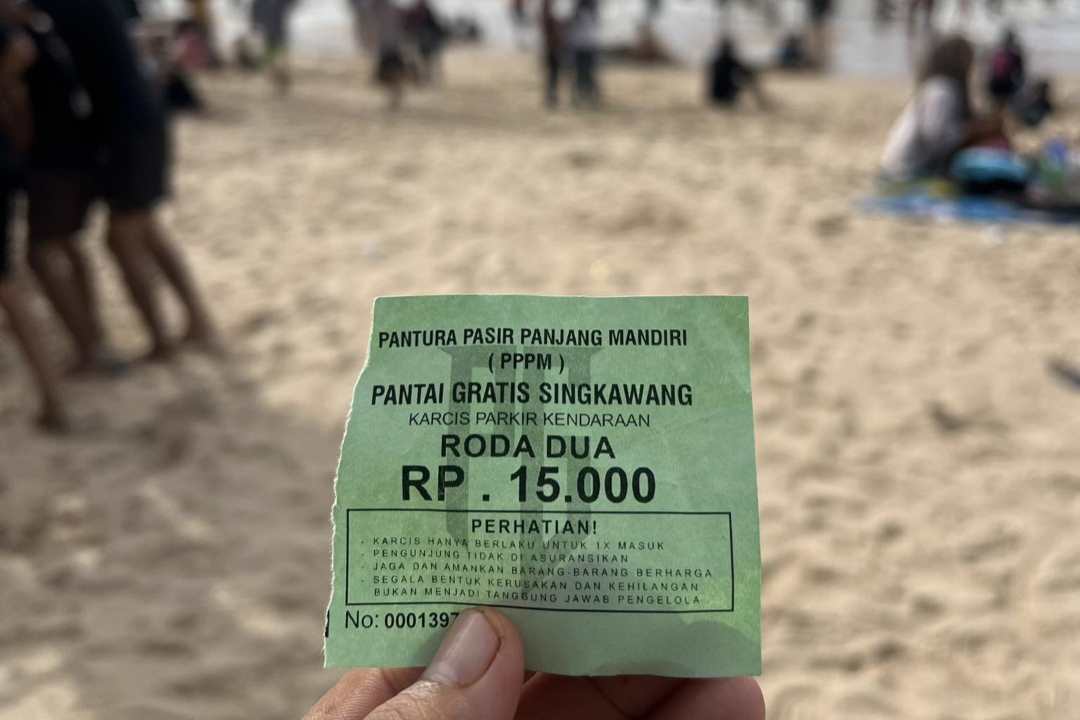 PANTURA PASIR PANJANG MANDIRI
( PPPM )
PANTAI GRATIS SINGKAWANG
KARCIS PARKIR KENDARAAN
RODA DUA
RP . 15.000
PERHATIAN!
- KARCIS HANYA BERLAKU UNTUK 1X MASUK
- PENGUNJUNG TIDAK DI ASURANSIKAN
- JAGA DAN AMANKAN BARANG-BARANG BERHARGA
- SEGALA BENTUK KERUSAKAN DAN KEHILANGAN
BUKAN MENJADI TANGGUNG JAWAB PENGELOLA
No: 000139